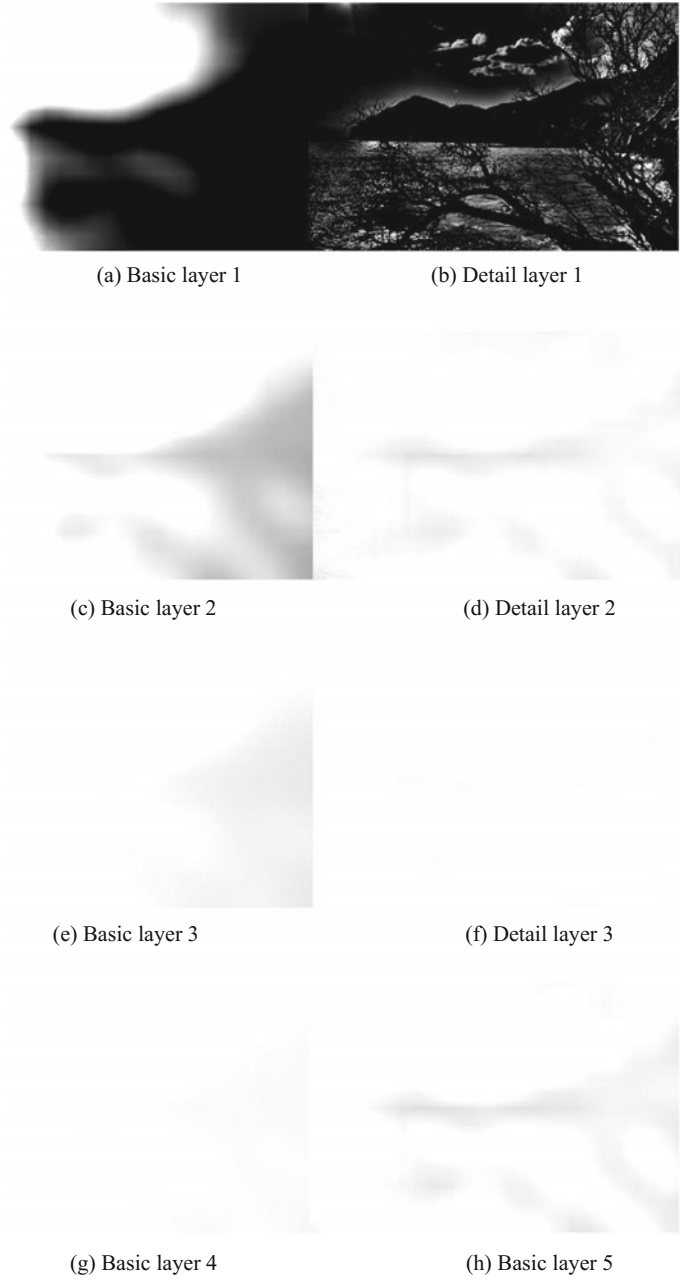 (a) Basic layer 1
(b) Detail layer 1
(c) Basic layer 2
(d) Detail layer 2
(e) Basic layer 3
(f) Detail layer 3
(g) Basic layer 4
(h) Basic layer 5